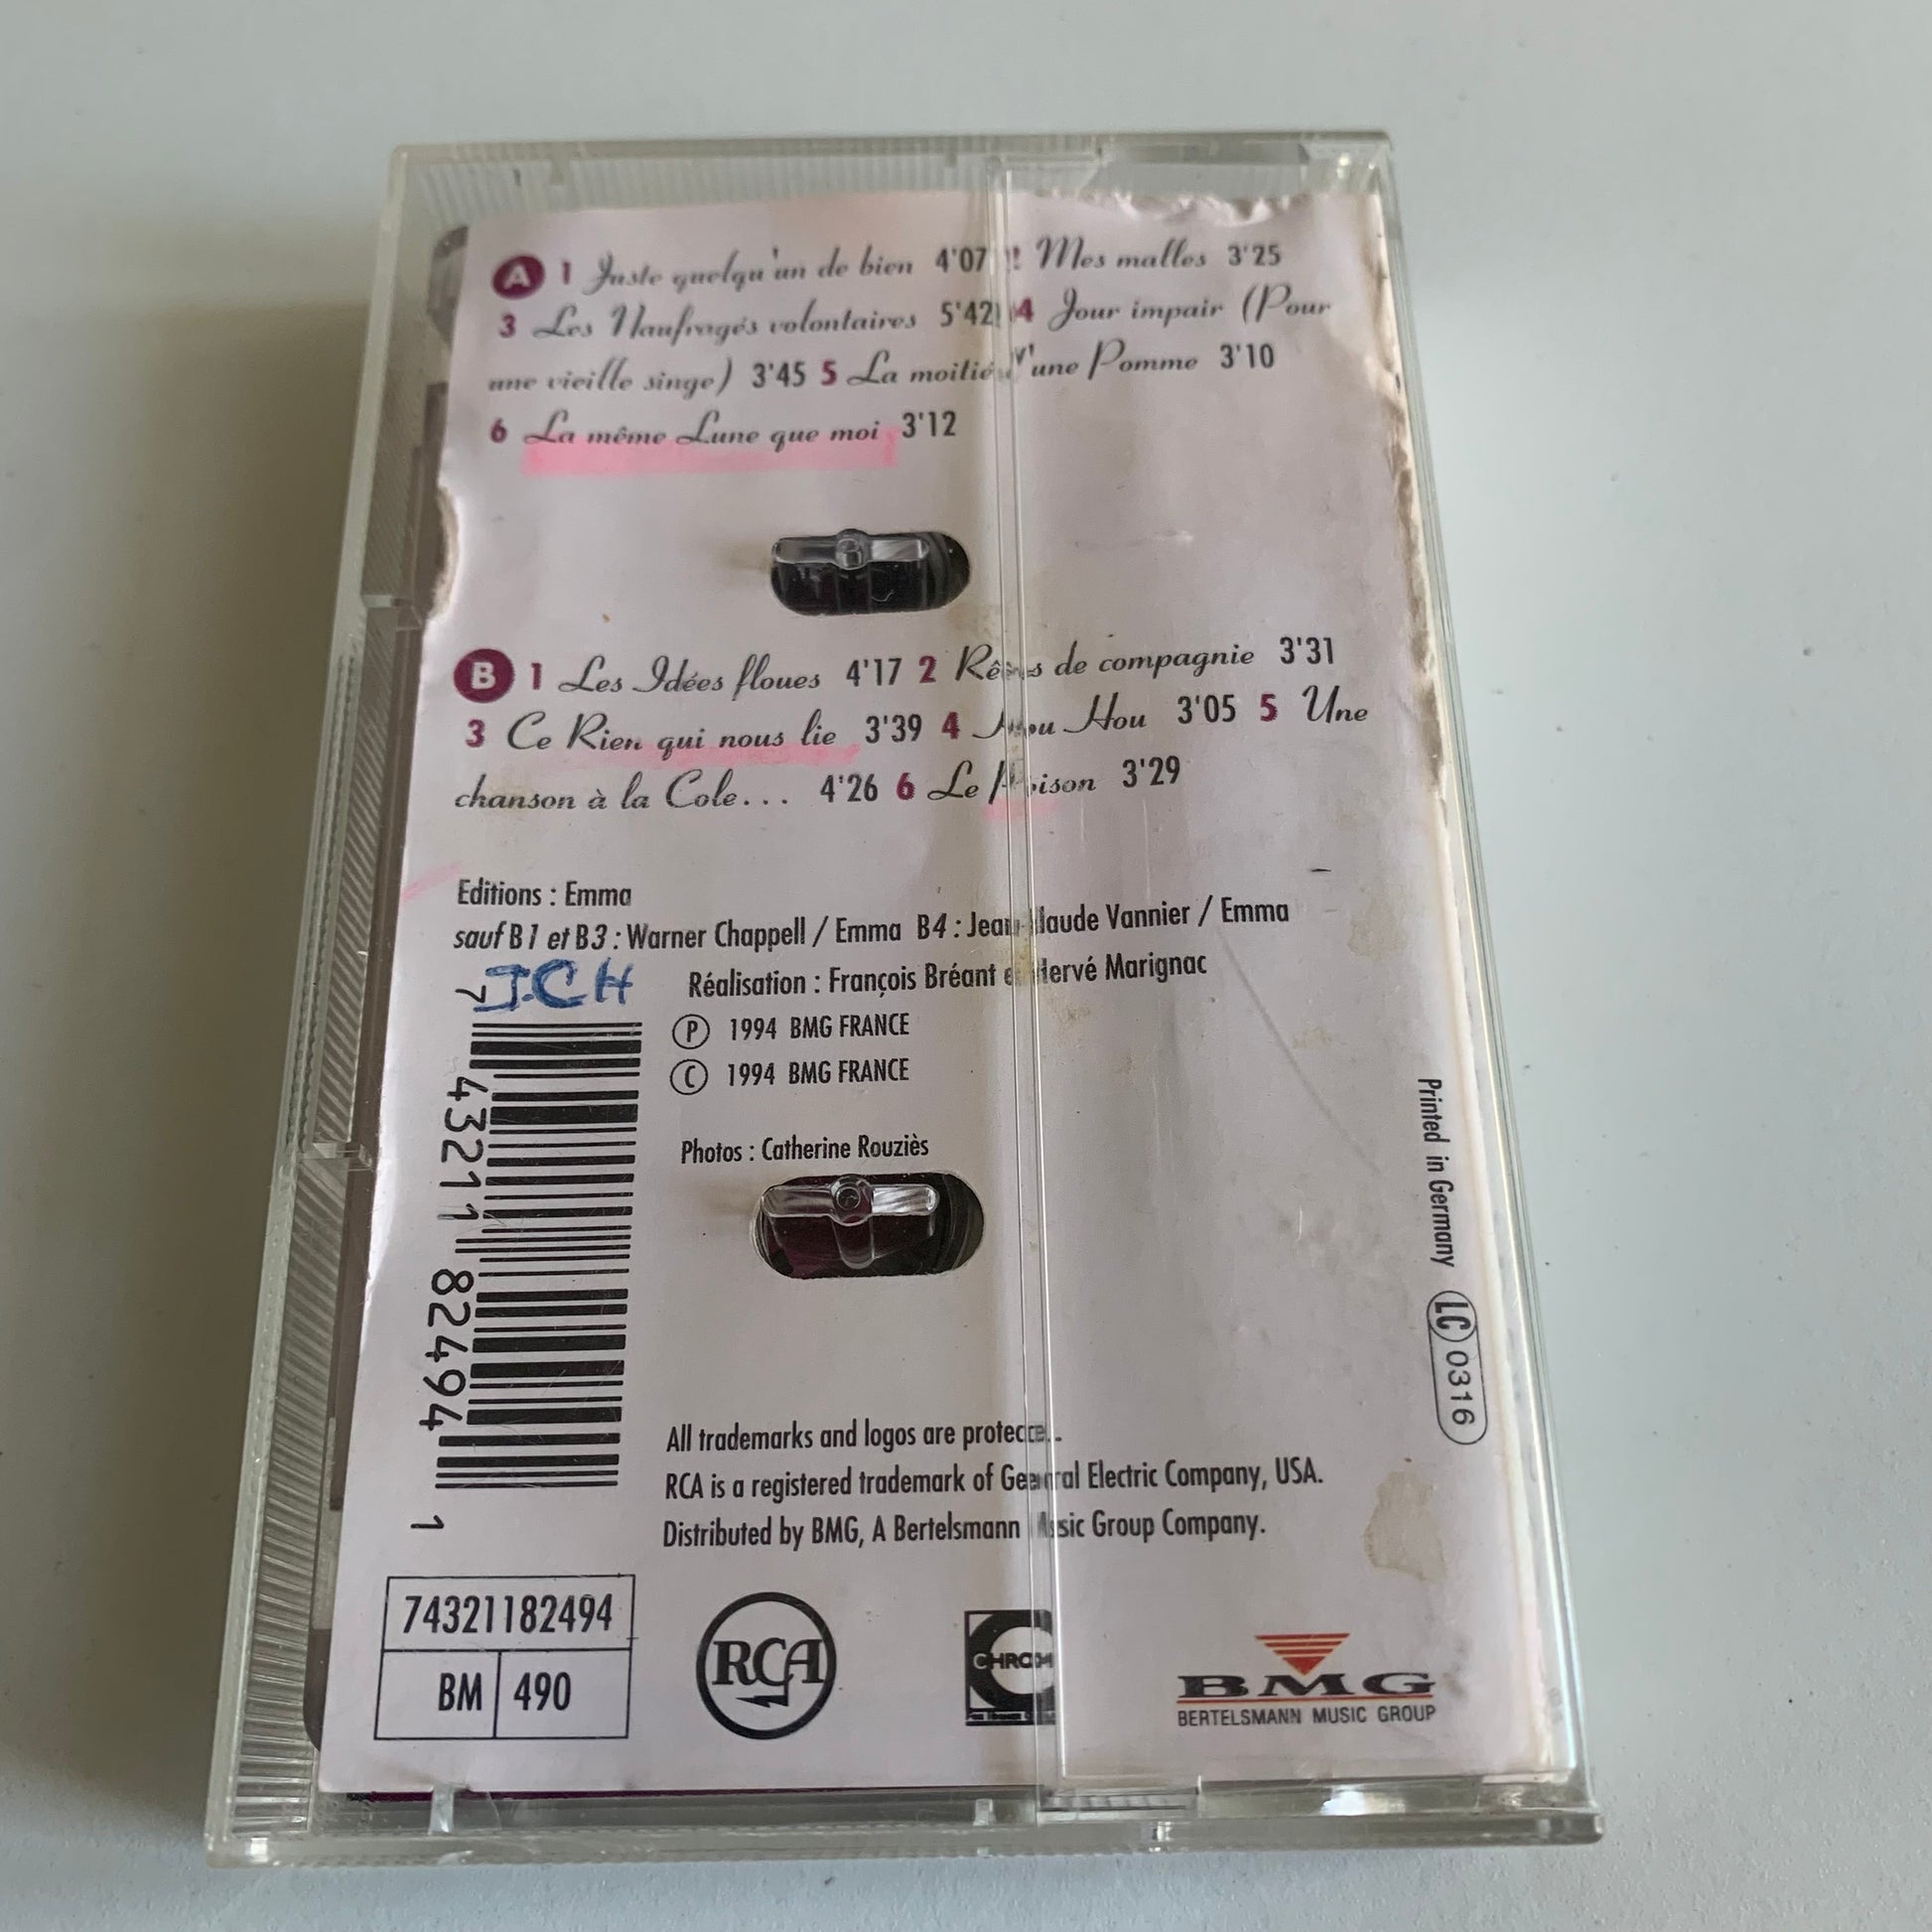 A 1 Juste quelqu'un de bien 4'07 Mes malles 3'25
3 Les Naufragés volontaires 5'42 4 Jour impair (Pour
une vieille singe) 3'45 5 La moitié d'une Pomme 3'10
6 La même Lune que moi 3'12
B 1 Les Idées floues 4'17 2 de compagnie 3'31
3 Ce Rien qui nous lie 3'39 4 Hou 3'05 5 Une
chanson à la Cole... 4'26 6 Le 3'29
Editions : Emma
sauf B1 et B3 : Warner Chappell / Emma B4 : Jean-Claude Vannier / Emma
J.CH
Réalisation : François Bréant et Hervé Marignac
Ⓟ 1994 BMG FRANCE
Ⓒ 1994 BMG FRANCE
Photos : Catherine Rouziès
7 43211 82494 1
Printed in Germany
LC 0316
All trademarks and logos are protected.
RCA is a registered trademark of General Electric Company, USA.
Distributed by BMG, A Bertelsmann Music Group Company.
74321182494
BM 490
RCA
BMG
BERTELSMANN MUSIC GROUP